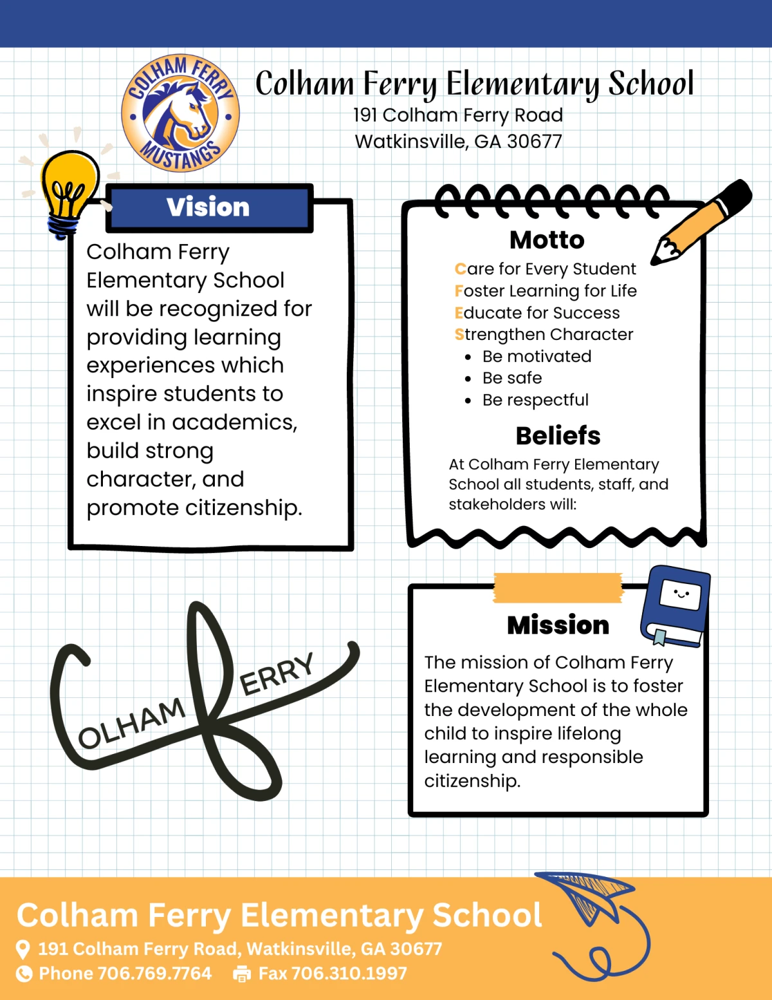 COLHAM FERRY
MUSTANGS
Colham Ferry Elementary School
191 Colham Ferry Road
Watkinsville, GA 30677
Vision
Colham Ferry
Elementary School
will be recognized for
providing learning
experiences which
inspire students to
excel in academics,
build strong
character, and
promote citizenship.
Motto
Care for Every Student
Foster Learning for Life
Educate for Success
Strengthen Character
• Be motivated
• Be safe
• Be respectful
Beliefs
At Colham Ferry Elementary
School all students, staff, and
stakeholders will:
COLHAM FERRY
Mission
The mission of Colham Ferry
Elementary School is to foster
the development of the whole
child to inspire lifelong
learning and responsible
citizenship.
Colham Ferry Elementary School
191 Colham Ferry Road, Watkinsville, GA 30677
Phone 706.769.7764 Fax 706.310.1997